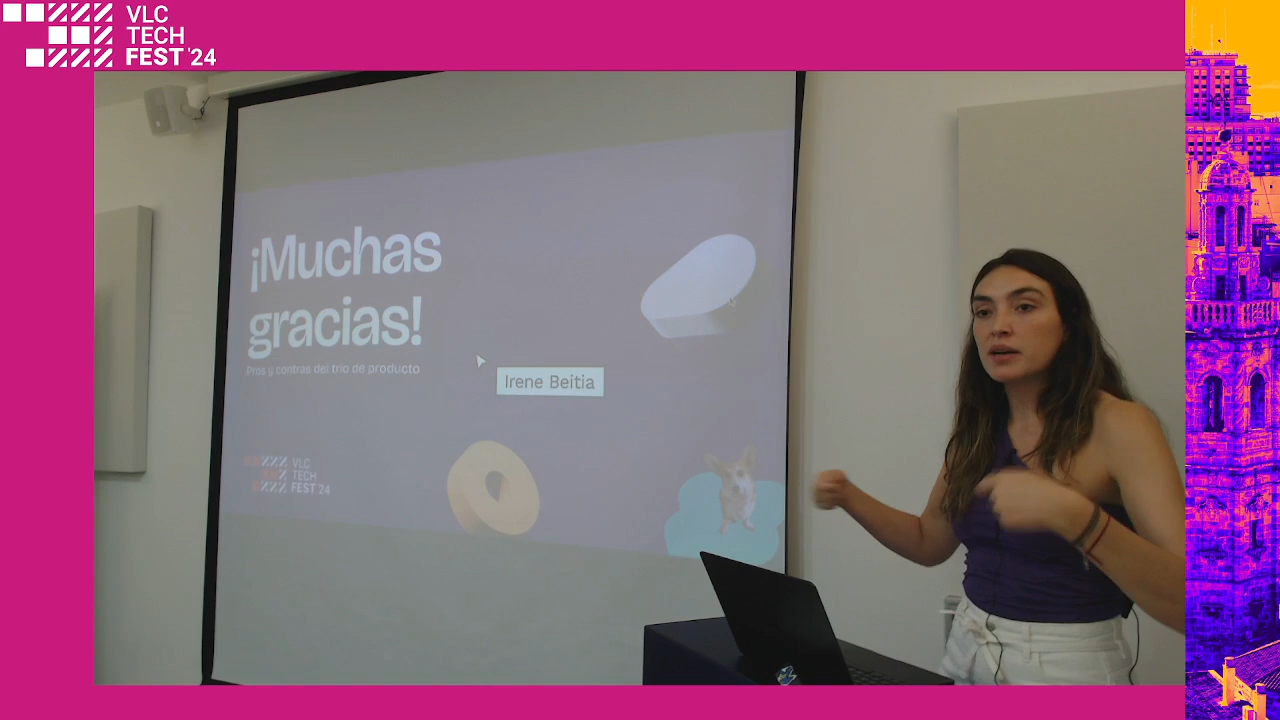 VLC
TECH
FEST '24
¡Muchas
gracias!
Pros y contras del trío de producto
Irene Beitia
VLC
TECH
FEST '24